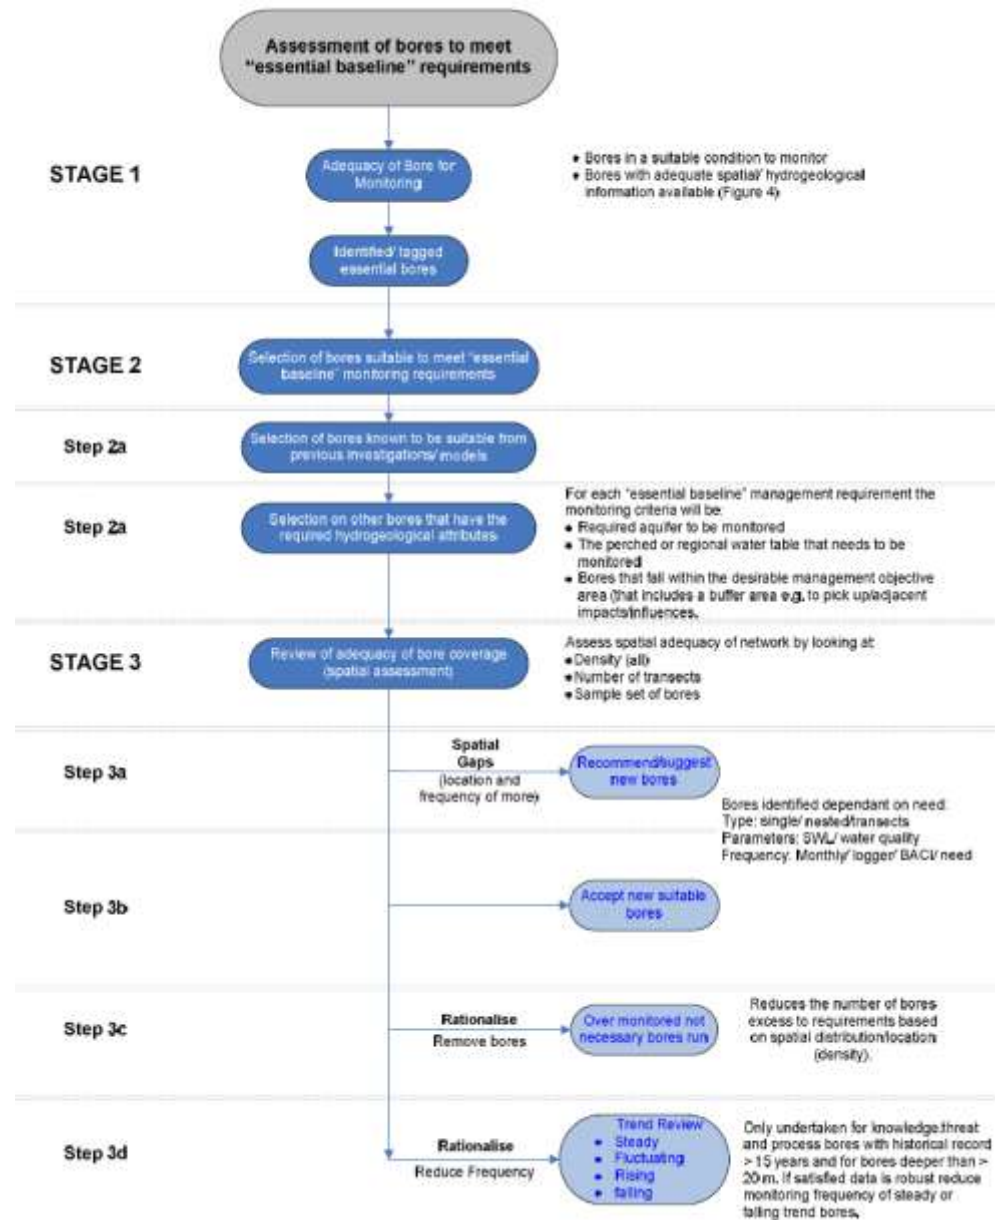 Assessment of bores to meet
"essential baseline" requirements
STAGE 1
Adequacy of Bore for
Monitoring
• Bores in a suitable condition to monitor
• Bores with adequate spatial/ hydrogeological
information available (Figure 4)
Identified/ tagged
essential bores
STAGE 2
Selection of bores suitable to meet "essential
baseline" monitoring requirements
Step 2a
Selection of bores known to be suitable from
previous investigations/ models
Step 2a
Selection on other bores that have the
required hydrogeological attributes.
For each "essential baseline" management requirement the
monitoring criteria will be:
• Required aquifer to be monitored
• The perched or regional water table that needs to be
monitored
• Bores that fall within the desirable management objective
area (that includes a buffer area e.g. to pick up/adjacent
impacts/influences.
STAGE 3
Review of adequacy of bore coverage
(spatial assessment)
Assess spatial adequacy of network by looking at:
• Density (all)
• Number of transects
• Sample set of bores
Step 3a
Spatial
Gaps
(location and
frequency of more)
Recommend/suggest
new bores
Bores identified dependant on need:
Type: single/ nested/transects
Parameters: SWL/ water quality
Frequency: Monthly/ logger/ BACI/ need
Step 3b
Accept new suitable
bores
Step 3c
Rationalise
Remove bores
Over monitored not
necessary bores run
Reduces the number of bores
excess to requirements based
on spatial distribution/location
(density).
Step 3d
Rationalise
Reduce Frequency
Trend Review
• Steady
• Fluctuating
• Rising
• falling
Only undertaken for knowledge.threat
and process bores with historical record
> 15 years and for bores deeper than >
20 m. If satisfied data is robust reduce
monitoring frequency of steady or
falling trend bores.